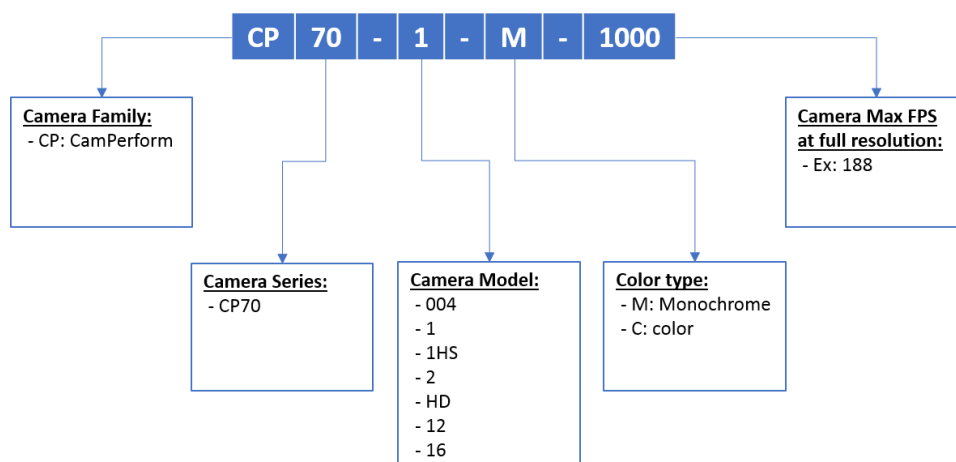 CP 70 - 1 - M - 1000
Camera Family:
- CP: CamPerform
Camera Max FPS
at full resolution:
- Ex: 188
Camera Series:
- CP70
Camera Model:
- 004
- 1
- 1HS
- 2
- HD
- 12
- 16
Color type:
- M: Monochrome
- C: color